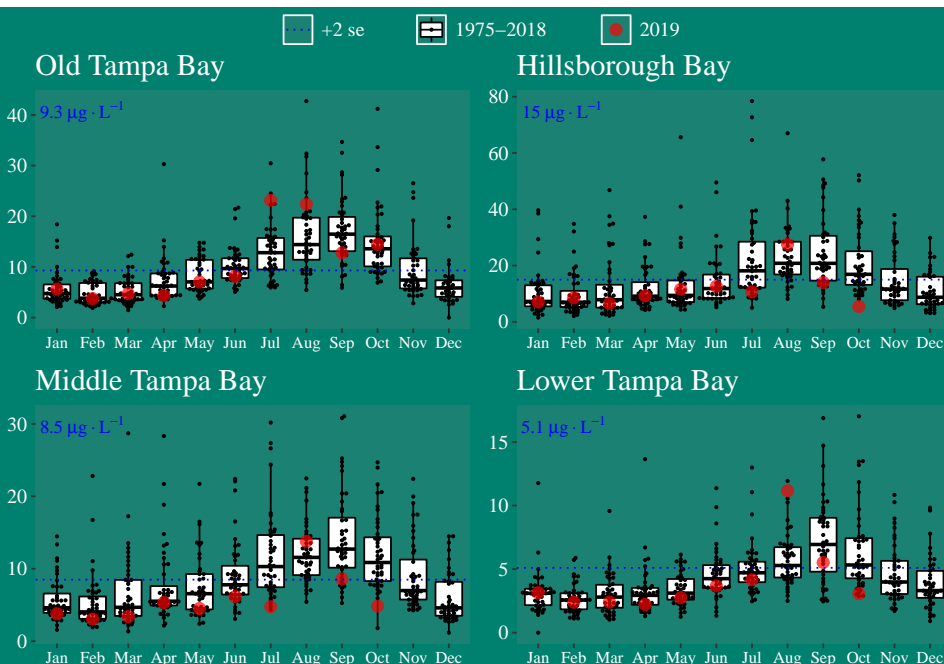 +2 se 1975−2018 2019
Old Tampa Bay Hillsborough Bay
9.3 μg · L⁻¹ 15 μg · L⁻¹
40 80
30 60
20 40
10 20
0 0
Jan Feb Mar Apr May Jun Jul Aug Sep Oct Nov Dec Jan Feb Mar Apr May Jun Jul Aug Sep Oct Nov Dec
Middle Tampa Bay Lower Tampa Bay
8.5 μg · L⁻¹ 5.1 μg · L⁻¹
30 15
20 10
10 5
0 0
Jan Feb Mar Apr May Jun Jul Aug Sep Oct Nov Dec Jan Feb Mar Apr May Jun Jul Aug Sep Oct Nov Dec